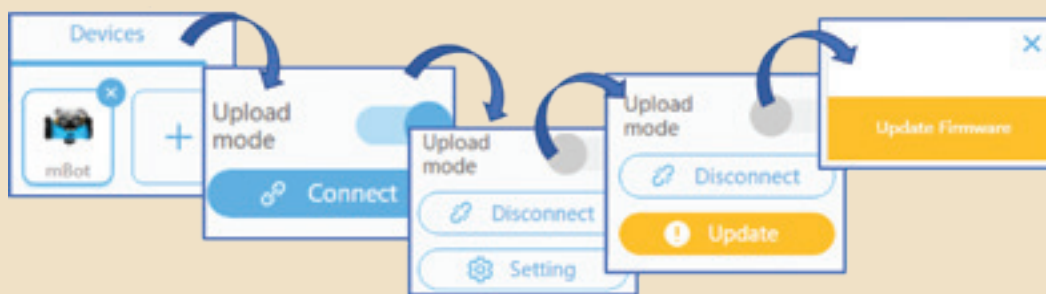 Devices
mBot
Upload
mode
Connect
Upload
mode
Disconnect
Setting
Upload
mode
Disconnect
Update
Update Firmware